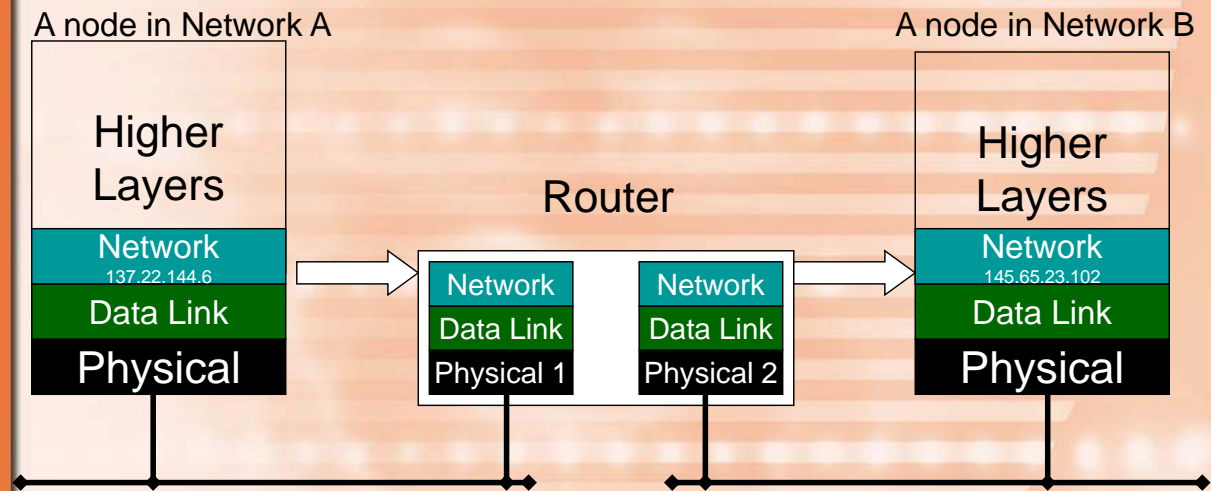 A node in Network A
Higher
Layers
Network
137.22.144.6
Data Link
Physical
Router
Network
Data Link
Physical 1
Network
Data Link
Physical 2
A node in Network B
Higher
Layers
Network
145.65.23.102
Data Link
Physical